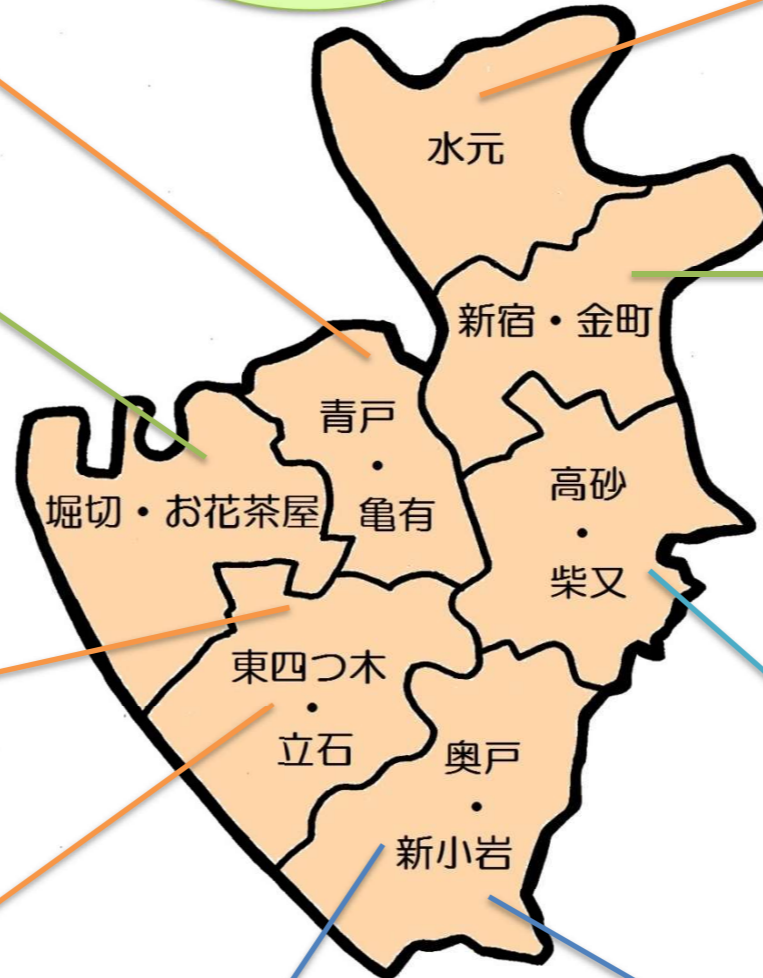 水元
新宿・金町
青戸
・
亀有
高砂
・
柴又
堀切・お花茶屋
東四つ木
・
立石
奥戸
・
新小岩